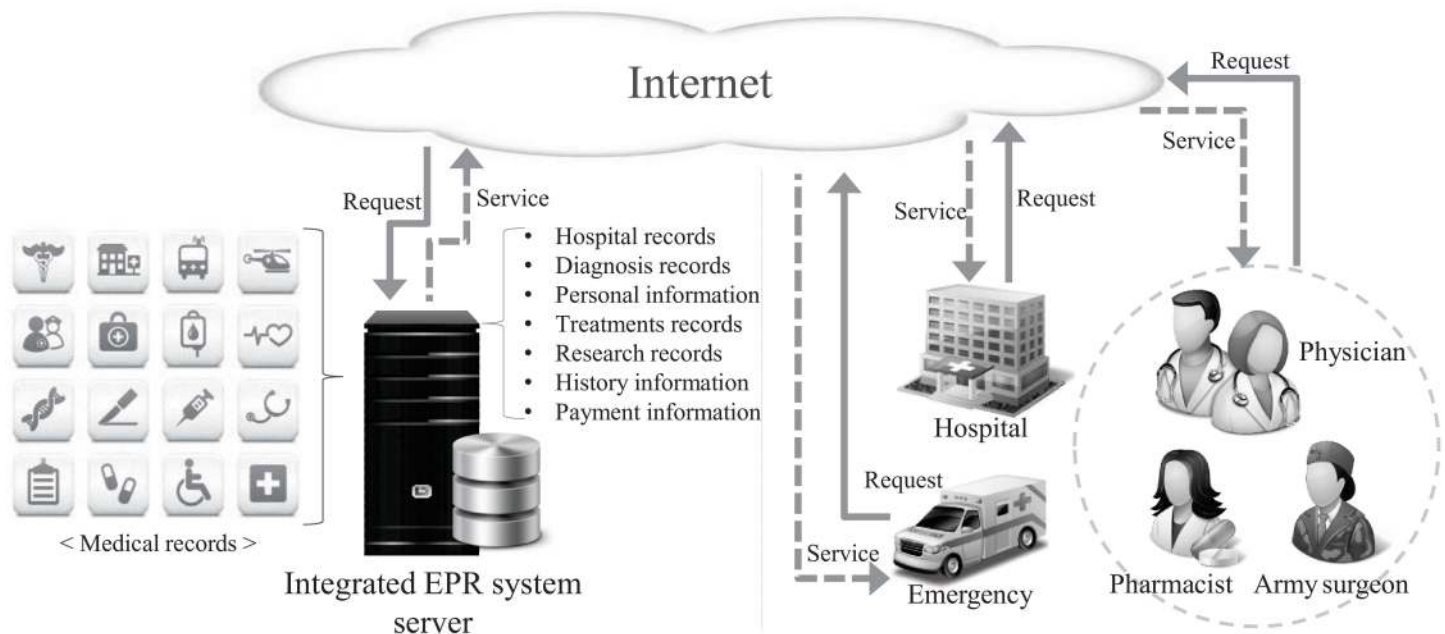 Internet
Request
Service
Request
Service
Service
Request
• Hospital records
• Diagnosis records
• Personal information
• Treatments records
• Research records
• History information
• Payment information
< Medical records >
Integrated EPR system
server
Hospital
Request
Service
Emergency
Physician
Pharmacist
Army surgeon